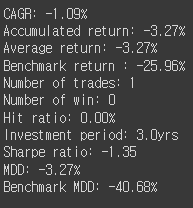 CAGR: -1.09%
Accumulated return: -3.27%
Average return: -3.27%
Benchmark return : -25.96%
Number of trades: 1
Number of win: 0
Hit ratio: 0.00%
Investment period: 3.0yrs
Sharpe ratio: -1.35
MDD: -3.27%
Benchmark MDD: -40.68%